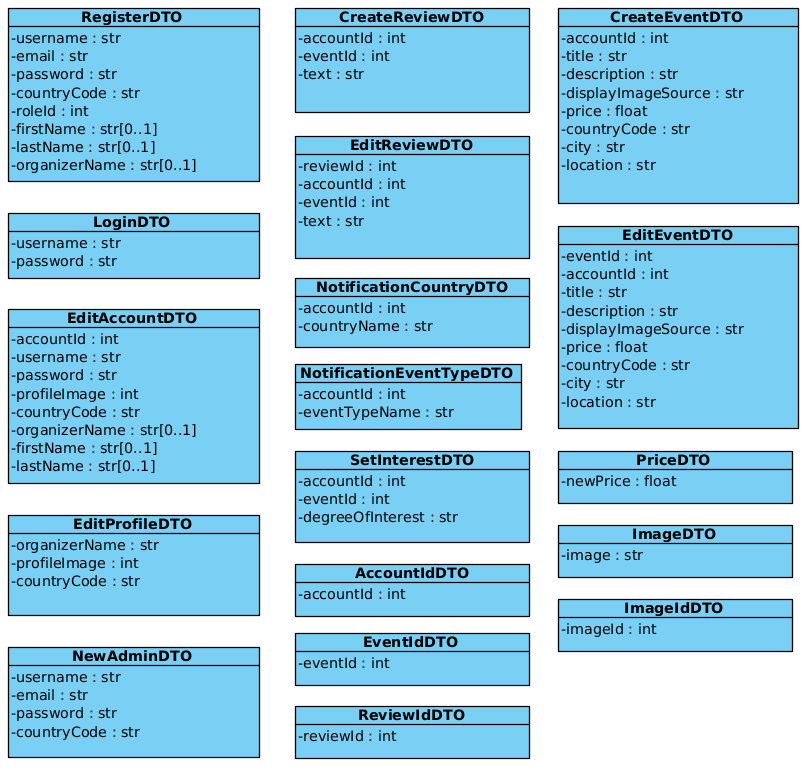 RegisterDTO
-username : str
-email : str
-password : str
-countryCode : str
-roleId : int
-firstName : str[0..1]
-lastName : str[0..1]
-organizerName : str[0..1]
LoginDTO
-username : str
-password : str
EditAccountDTO
-accountId : int
-username : str
-password : str
-profileImage : int
-countryCode : str
-organizerName : str[0..1]
-firstName : str[0..1]
-lastName : str[0..1]
EditProfileDTO
-organizerName : str
-profileImage : int
-countryCode : str
NewAdminDTO
-username : str
-email : str
-password : str
-countryCode : str
CreateReviewDTO
-accountId : int
-eventId : int
-text : str
EditReviewDTO
-reviewId : int
-accountId : int
-eventId : int
-text : str
NotificationCountryDTO
-accountId : int
-countryName : str
NotificationEventTypeDTO
-accountId : int
-eventTypeName : str
SetInterestDTO
-accountId : int
-eventId : int
-degreeOfInterest : str
AccountIdDTO
-accountId : int
EventIdDTO
-eventId : int
ReviewIdDTO
-reviewId : int
CreateEventDTO
-accountId : int
-title : str
-description : str
-displayImageSource : str
-price : float
-countryCode : str
-city : str
-location : str
EditEventDTO
-eventId : int
-accountId : int
-title : str
-description : str
-displayImageSource : str
-price : float
-countryCode : str
-city : str
-location : str
PriceDTO
-newPrice : float
ImageDTO
-image : str
ImageIdDTO
-imageId : int